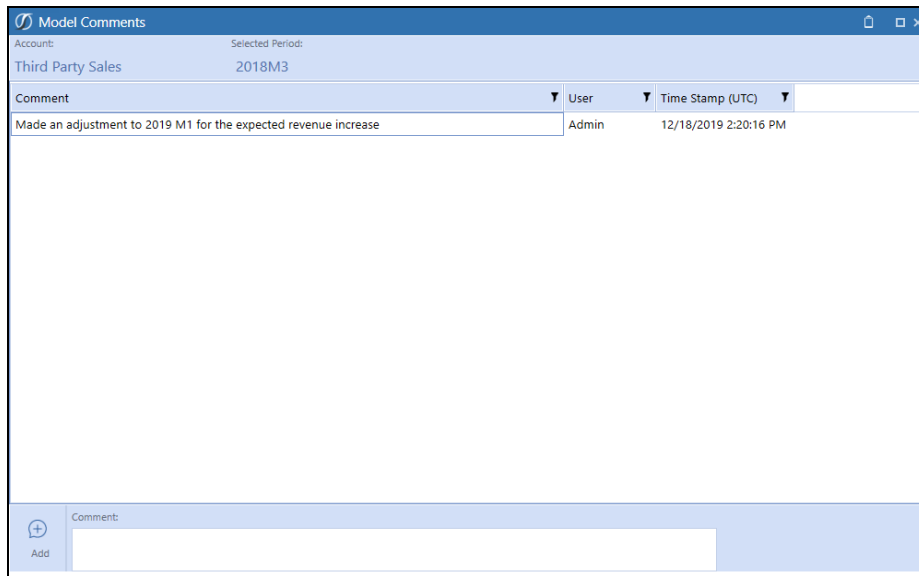 Model Comments
Account: Selected Period:
Third Party Sales 2018M3
Comment User Time Stamp (UTC)
Made an adjustment to 2019 M1 for the expected revenue increase Admin 12/18/2019 2:20:16 PM
Comment:
Add